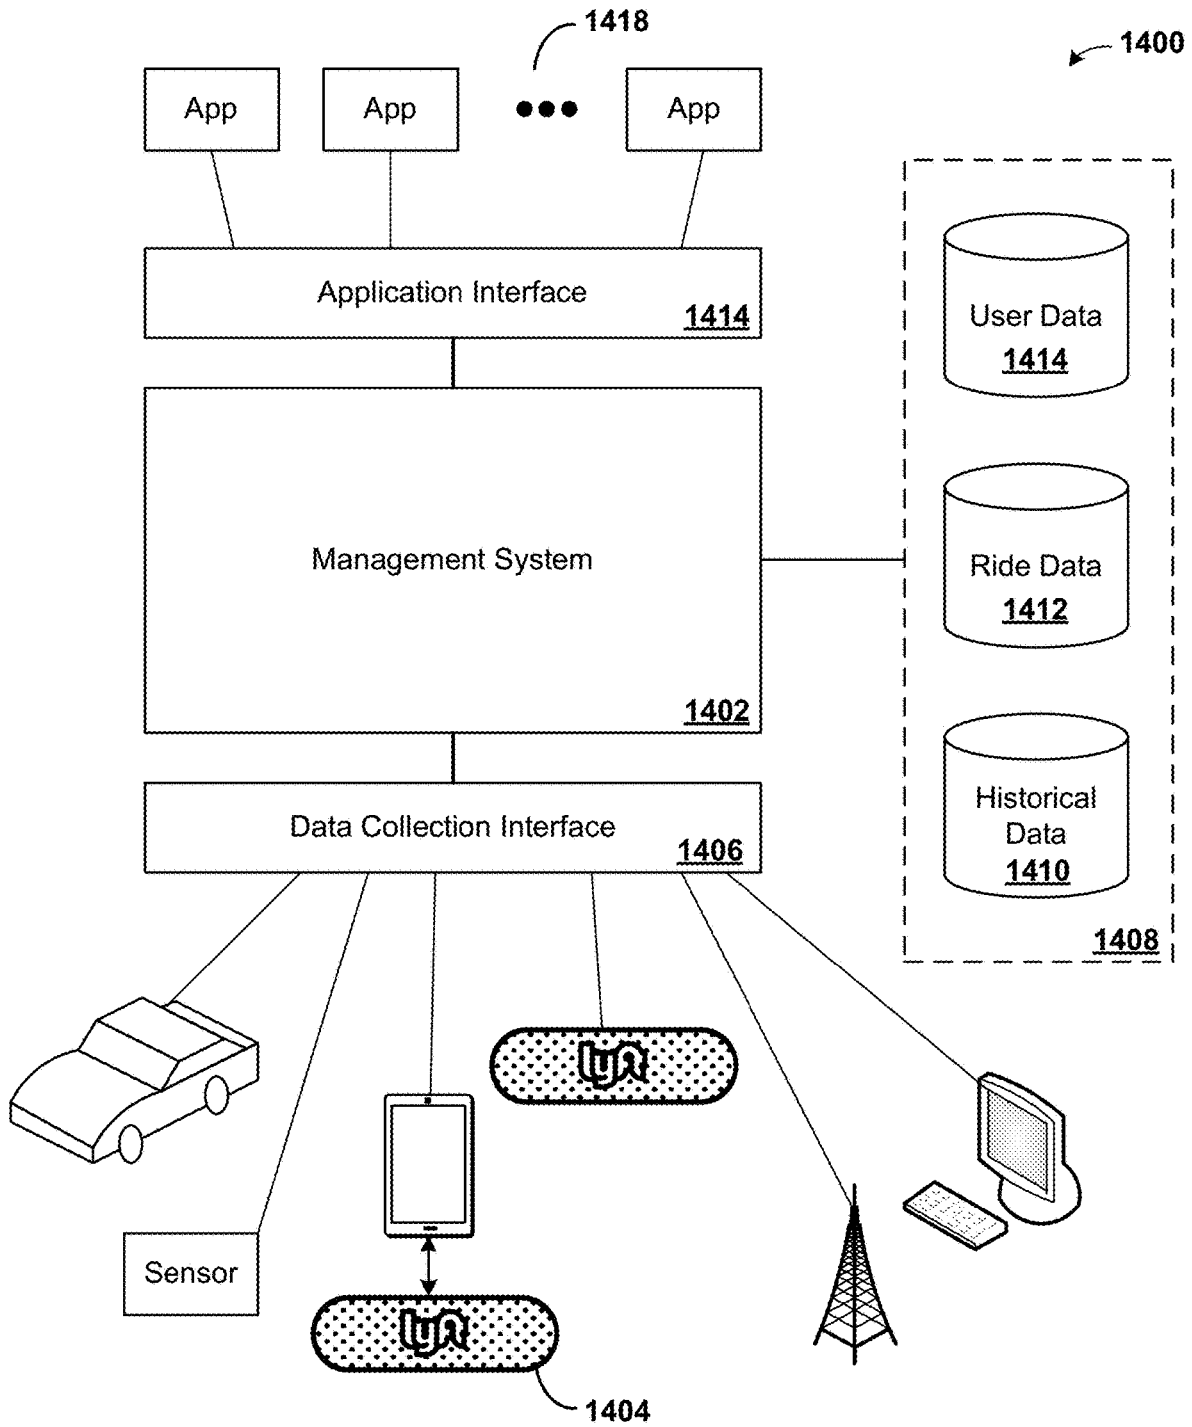 1418
1400
App
App
App
Application Interface
1414
User Data
1414
Management System
1402
Ride Data
1412
Data Collection Interface
1406
Historical
Data
1410
1408
lyft
Sensor
lyft
1404